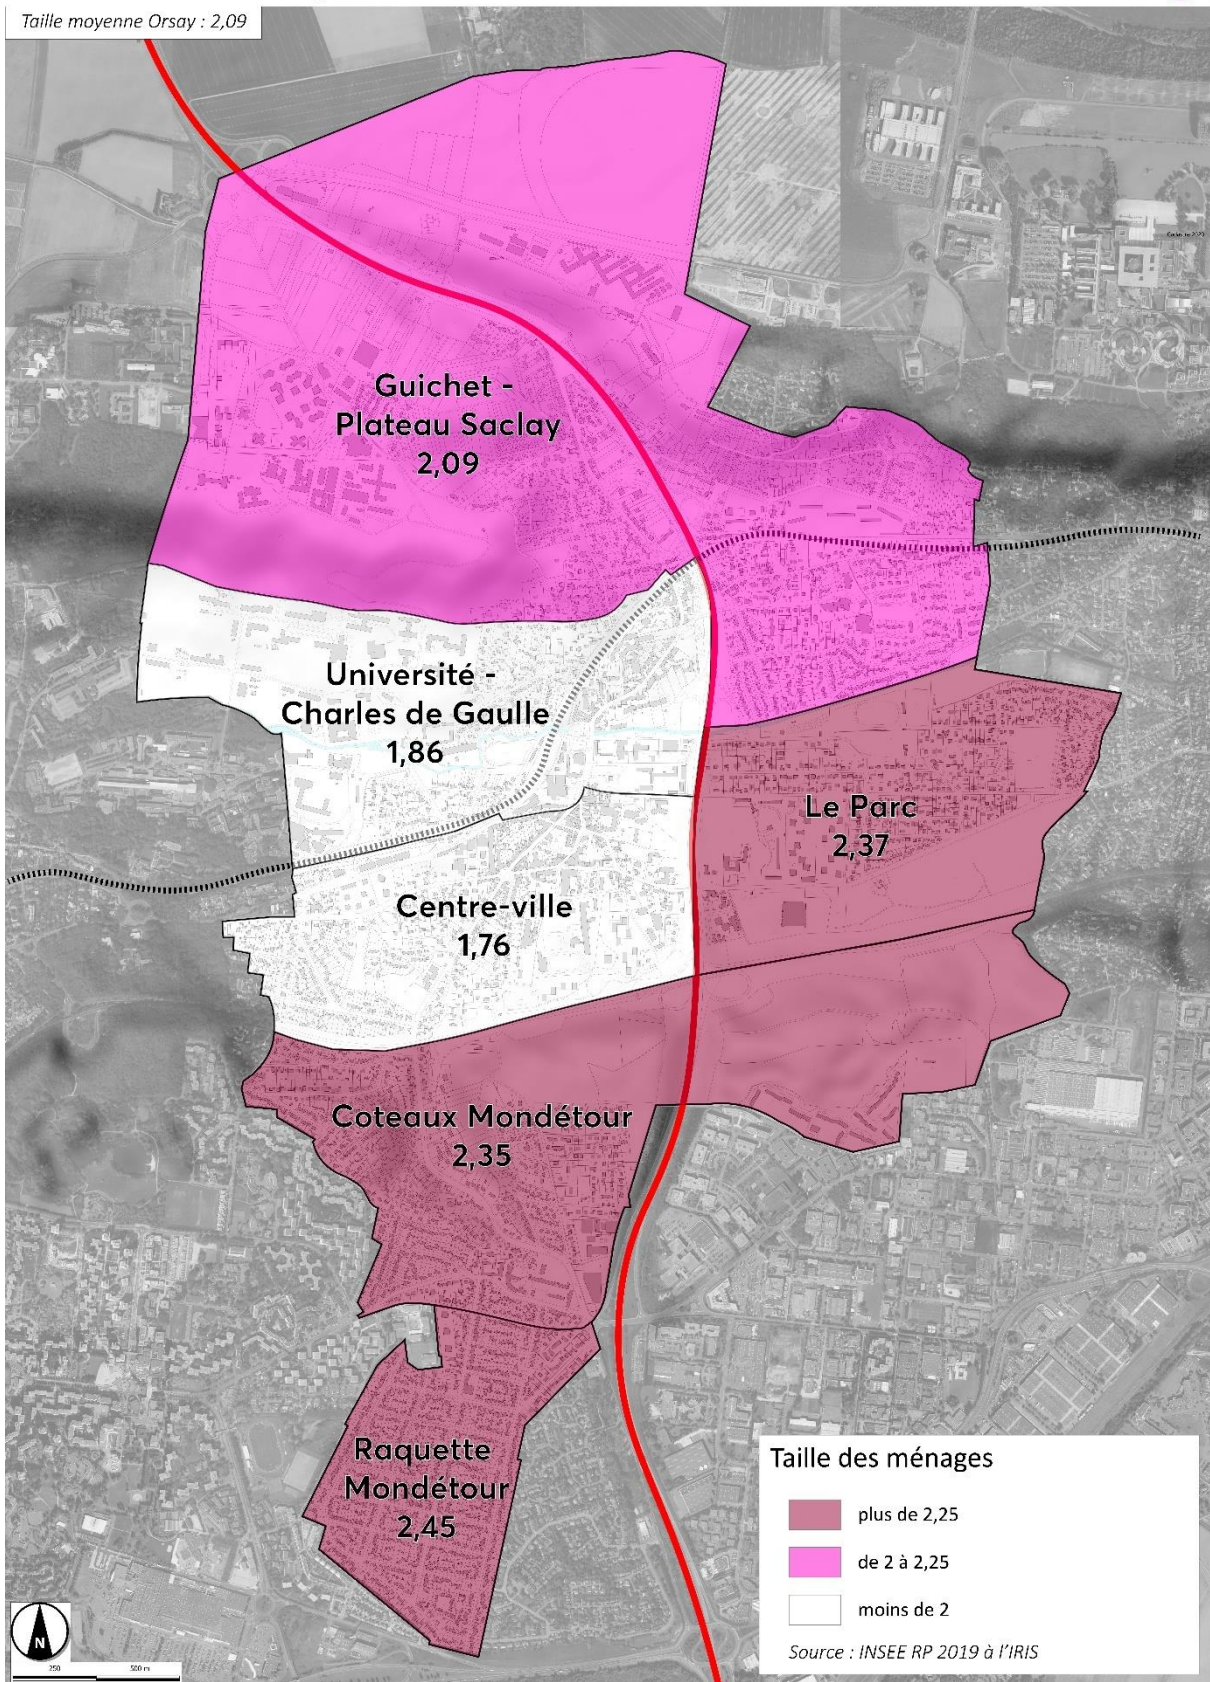 Taille moyenne Orsay : 2,09
Guichet -
Plateau Saclay
2,09
Université -
Charles de Gaulle
1,86
Le Parc
2,37
Centre-ville
1,76
Coteaux Mondétour
2,35
Raquette
Mondétour
2,45
Taille des ménages
plus de 2,25
de 2 à 2,25
moins de 2
Source : INSEE RP 2019 à l'IRIS
N
250 500 m